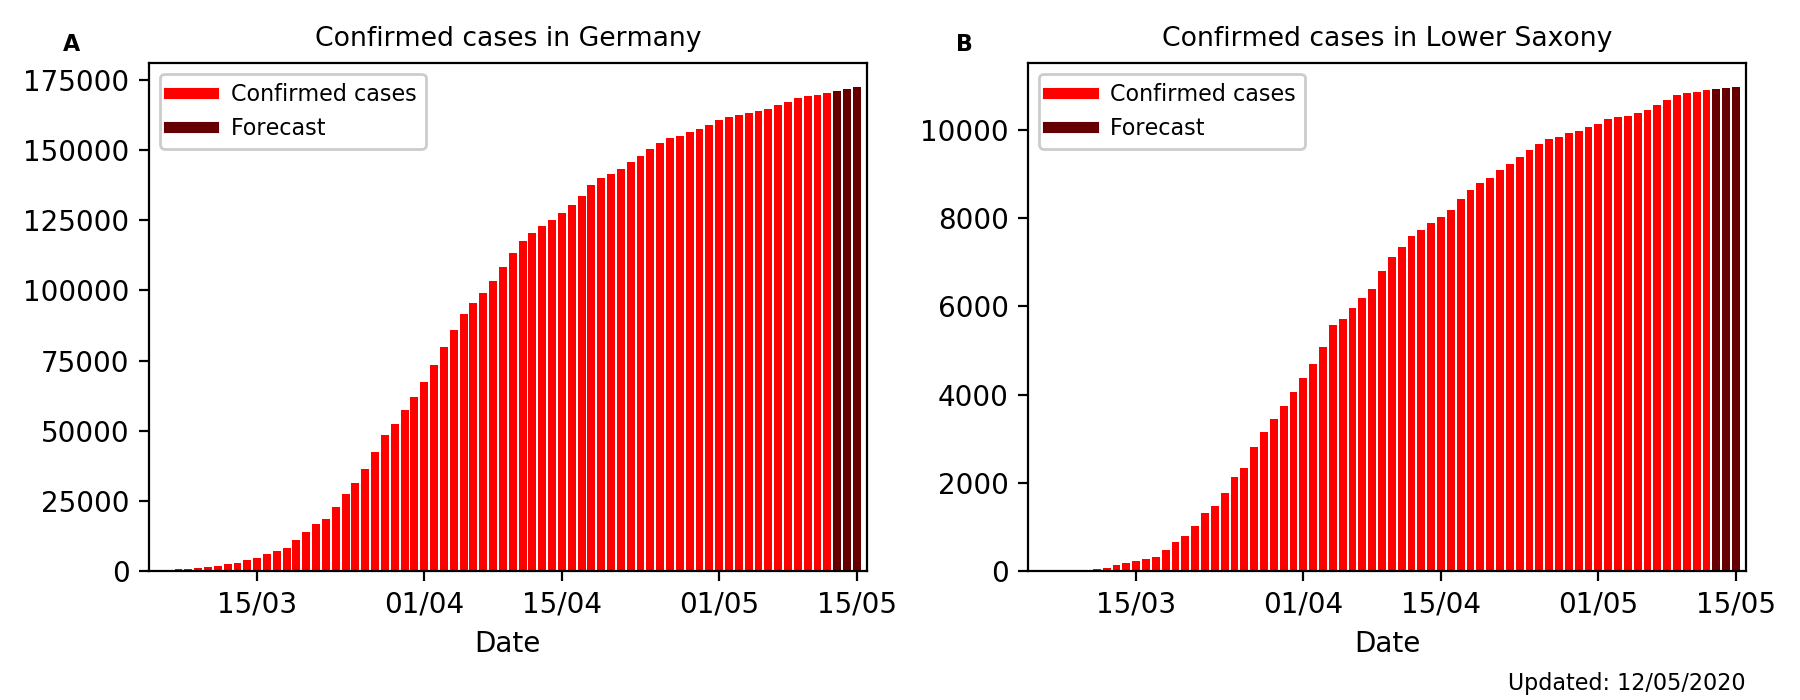 A
Confirmed cases in Germany
175000
150000
125000
100000
75000
50000
25000
0
Confirmed cases
Forecast
15/03 01/04 15/04 01/05 15/05
Date
B
Confirmed cases in Lower Saxony
10000
8000
6000
4000
2000
0
Confirmed cases
Forecast
15/03 01/04 15/04 01/05 15/05
Date
Updated: 12/05/2020